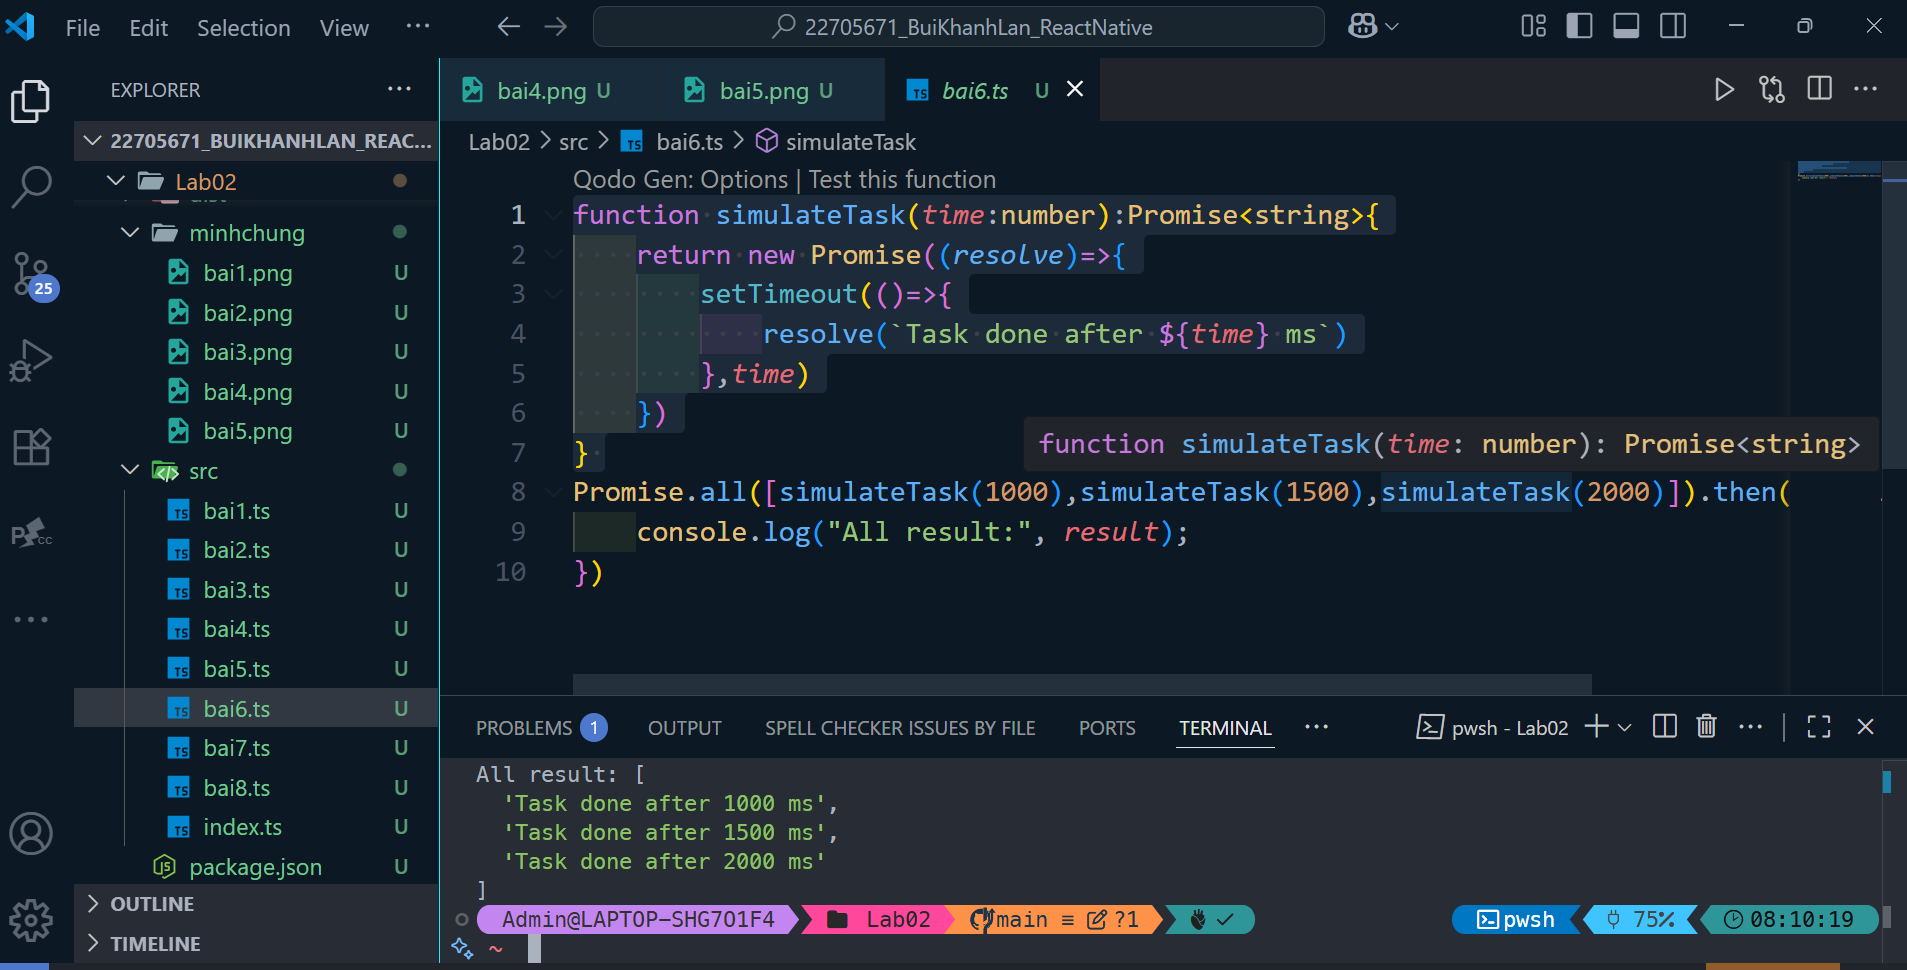 File Edit Selection View ... 22705671_BuiKhanhLan_ReactNative
EXPLORER
22705671_BUIKHANHLAN_REAC...
Lab02
minhchung
bai1.png U
bai2.png U
bai3.png U
bai4.png U
bai5.png U
src
bai1.ts U
bai2.ts U
bai3.ts U
bai4.ts U
bai5.ts U
bai6.ts U
bai7.ts U
bai8.ts U
index.ts U
package.json U
OUTLINE
TIMELINE
25
bai4.png U bai5.png U bai6.ts U
Lab02 > src > TS bai6.ts > simulateTask
Qodo Gen: Options | Test this function
1 function simulateTask(time:number):Promise<string>{
2 return new Promise((resolve)=>{
3 setTimeout(()=>{
4 resolve(`Task done after ${time} ms`)
5 },time)
6 })
7 }
function simulateTask(time: number): Promise<string>
8 Promise.all([simulateTask(1000),simulateTask(1500),simulateTask(2000)]).then(
9 console.log("All result:", result);
10 })
PROBLEMS 1 OUTPUT SPELL CHECKER ISSUES BY FILE PORTS TERMINAL ... pwsh - Lab02
All result: [
'Task done after 1000 ms',
'Task done after 1500 ms',
'Task done after 2000 ms'
]
Admin@LAPTOP-SHG7O1F4 Lab02 main ≡ ?1 pwsh 75% 08:10:19
~